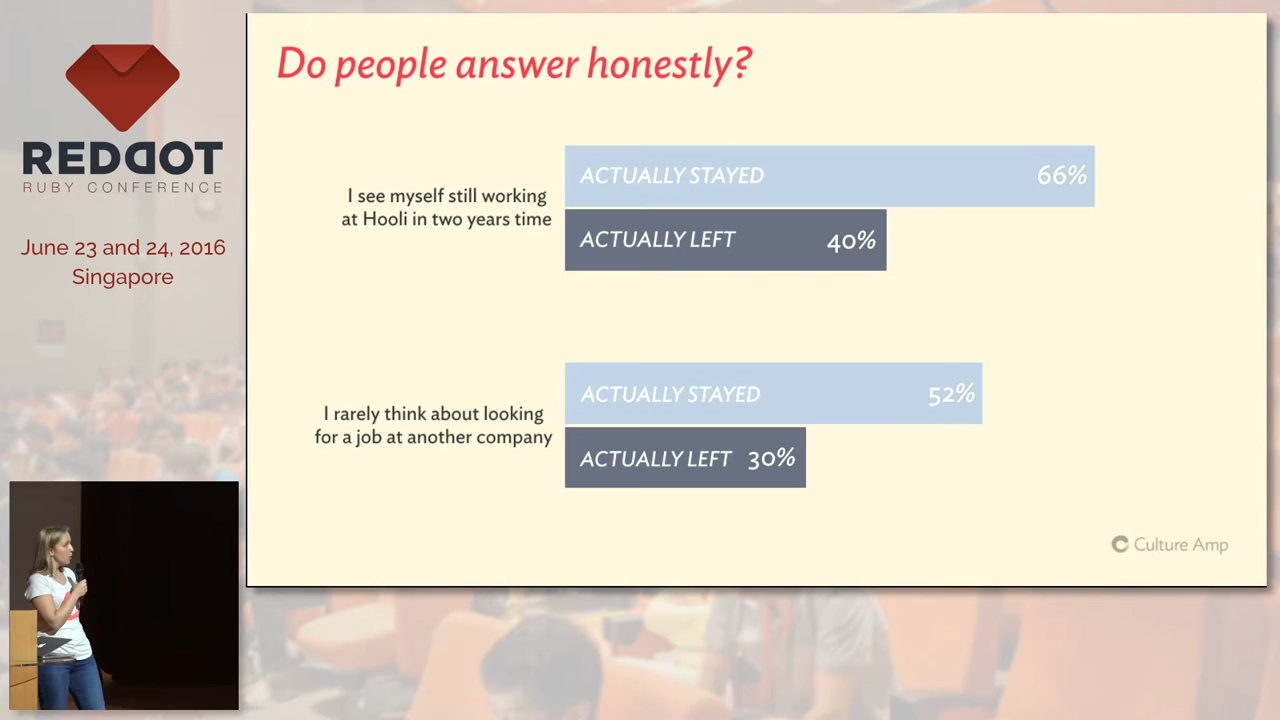 REDDOT
RUBY CONFERENCE
June 23 and 24, 2016
Singapore
Do people answer honestly?
I see myself still working
at Hooli in two years time
ACTUALLY STAYED 66%
ACTUALLY LEFT 40%
I rarely think about looking
for a job at another company
ACTUALLY STAYED 52%
ACTUALLY LEFT 30%
Culture Amp